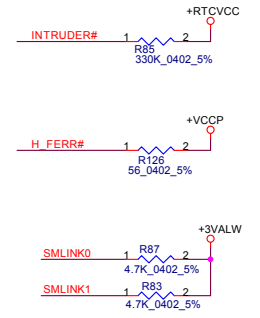 +RTCVCC
INTRUDER# 1 2
R85
330K_0402_5%
+VCCP
H_FERR# 1 2
R126
56_0402_5%
+3VALW
SMLINK0 1 R87 2
4.7K_0402_5%
SMLINK1 1 R83 2
4.7K_0402_5%